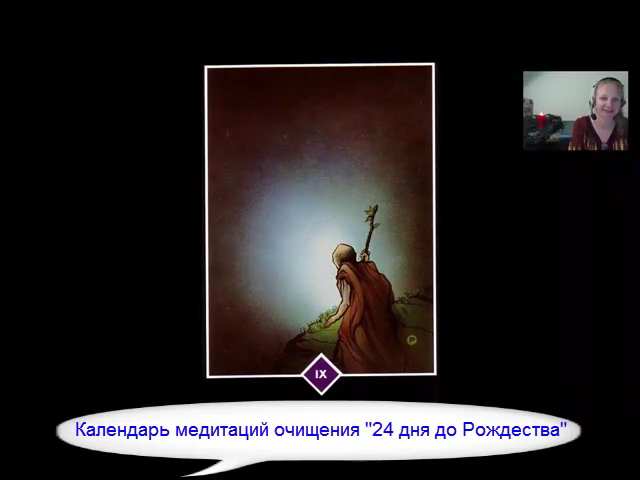 IX
Календарь медитаций очищения "24 дня до Рождества"